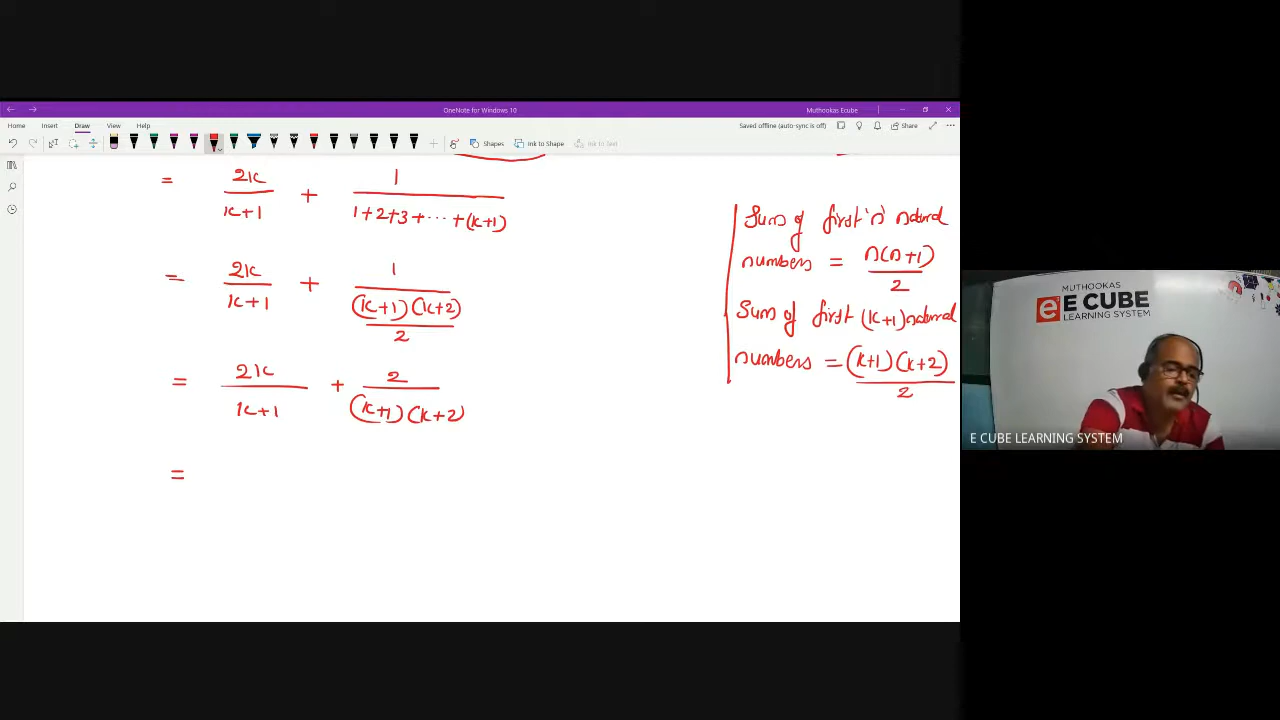 OneNote for Windows 10
Muthookas Ecube
Home Insert Draw View Help
Saved offline (auto-sync is off)
Share
Shapes
Ink to Shape
Ink to Text
= 2k/(k+1) + 1/(1+2+3+⋯+(k+1))
= 2k/(k+1) + 1/((k+1)(k+2)/2)
= 2k/(k+1) + 2/((k+1)(k+2))
=
Sum of first 'n' natural
numbers = n(n+1)/2
Sum of first (k+1) natural
numbers = (k+1)(k+2)/2
MUTHOOKAS
e E CUBE
LEARNING SYSTEM
E CUBE LEARNING SYSTEM